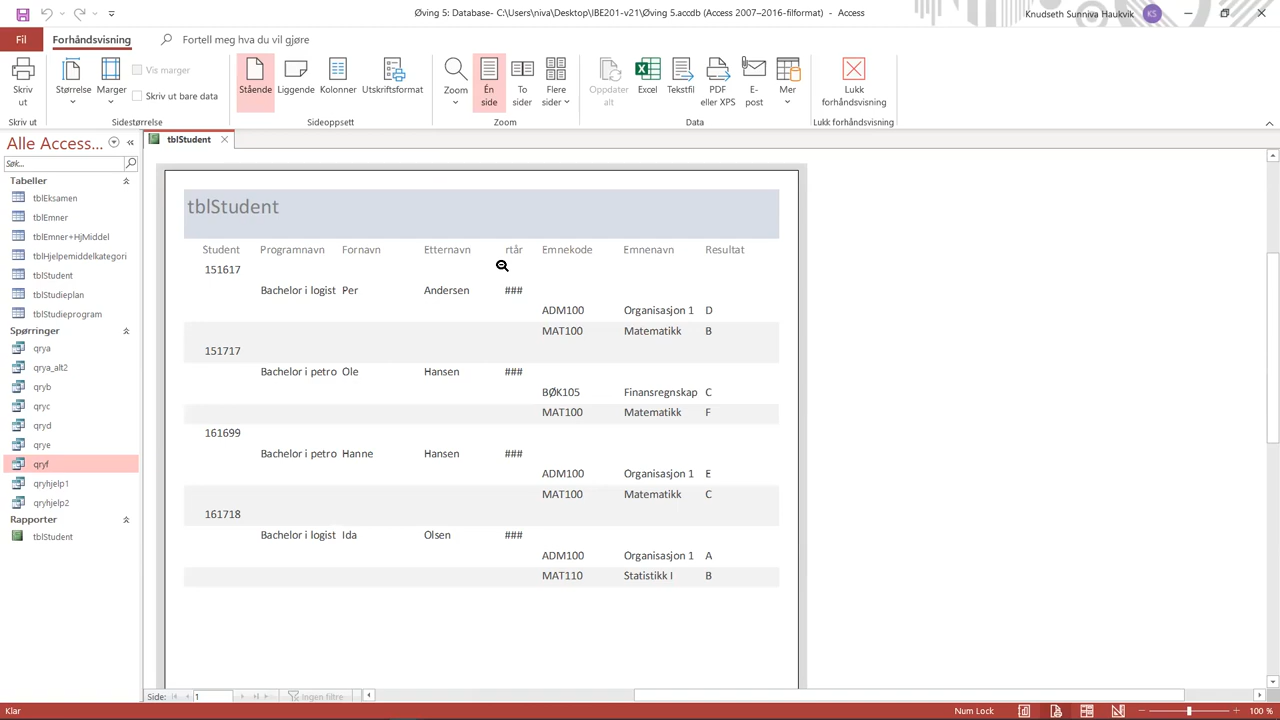 Øving 5: Database- C:\Users\niva\Desktop\IBE201-v21\Øving 5.accdb (Access 2007–2016-filformat) - Access
Knudseth Sunniva Haukvik
KS
Fil
Forhåndsvisning
Fortell meg hva du vil gjøre
Skriv ut
Størrelse
Marger
Vis marger
Skriv ut bare data
Stående
Liggende
Kolonner
Utskriftsformat
Zoom
Én side
To sider
Flere sider
Oppdater alt
Excel
Tekstfil
PDF eller XPS
E-post
Mer
Lukk forhåndsvisning
Skriv ut
Sidestørrelse
Sideoppsett
Zoom
Data
Lukk forhåndsvisning
Alle Access...
Søk...
Tabeller
tblEksamen
tblEmner
tblEmner+HjMiddel
tblHjelpemiddelkategori
tblStudent
tblStudieplan
tblStudieprogram
Spørringer
qrya
qrya_alt2
qryb
qryc
qryd
qrye
qryf
qryhjelp1
qryhjelp2
Rapporter
tblStudent
tblStudent
tblStudent
Student Programnavn Fornavn Etternavn rtår Emnekode Emnenavn Resultat
151617
Bachelor i logist Per Andersen ###
ADM100 Organisasjon 1 D
MAT100 Matematikk B
151717
Bachelor i petro Ole Hansen ###
BØK105 Finansregnskap C
MAT100 Matematikk F
161699
Bachelor i petro Hanne Hansen ###
ADM100 Organisasjon 1 E
MAT100 Matematikk C
161718
Bachelor i logist Ida Olsen ###
ADM100 Organisasjon 1 A
MAT110 Statistikk I B
Side: 1
Ingen filtre
Klar
Num Lock
100 %